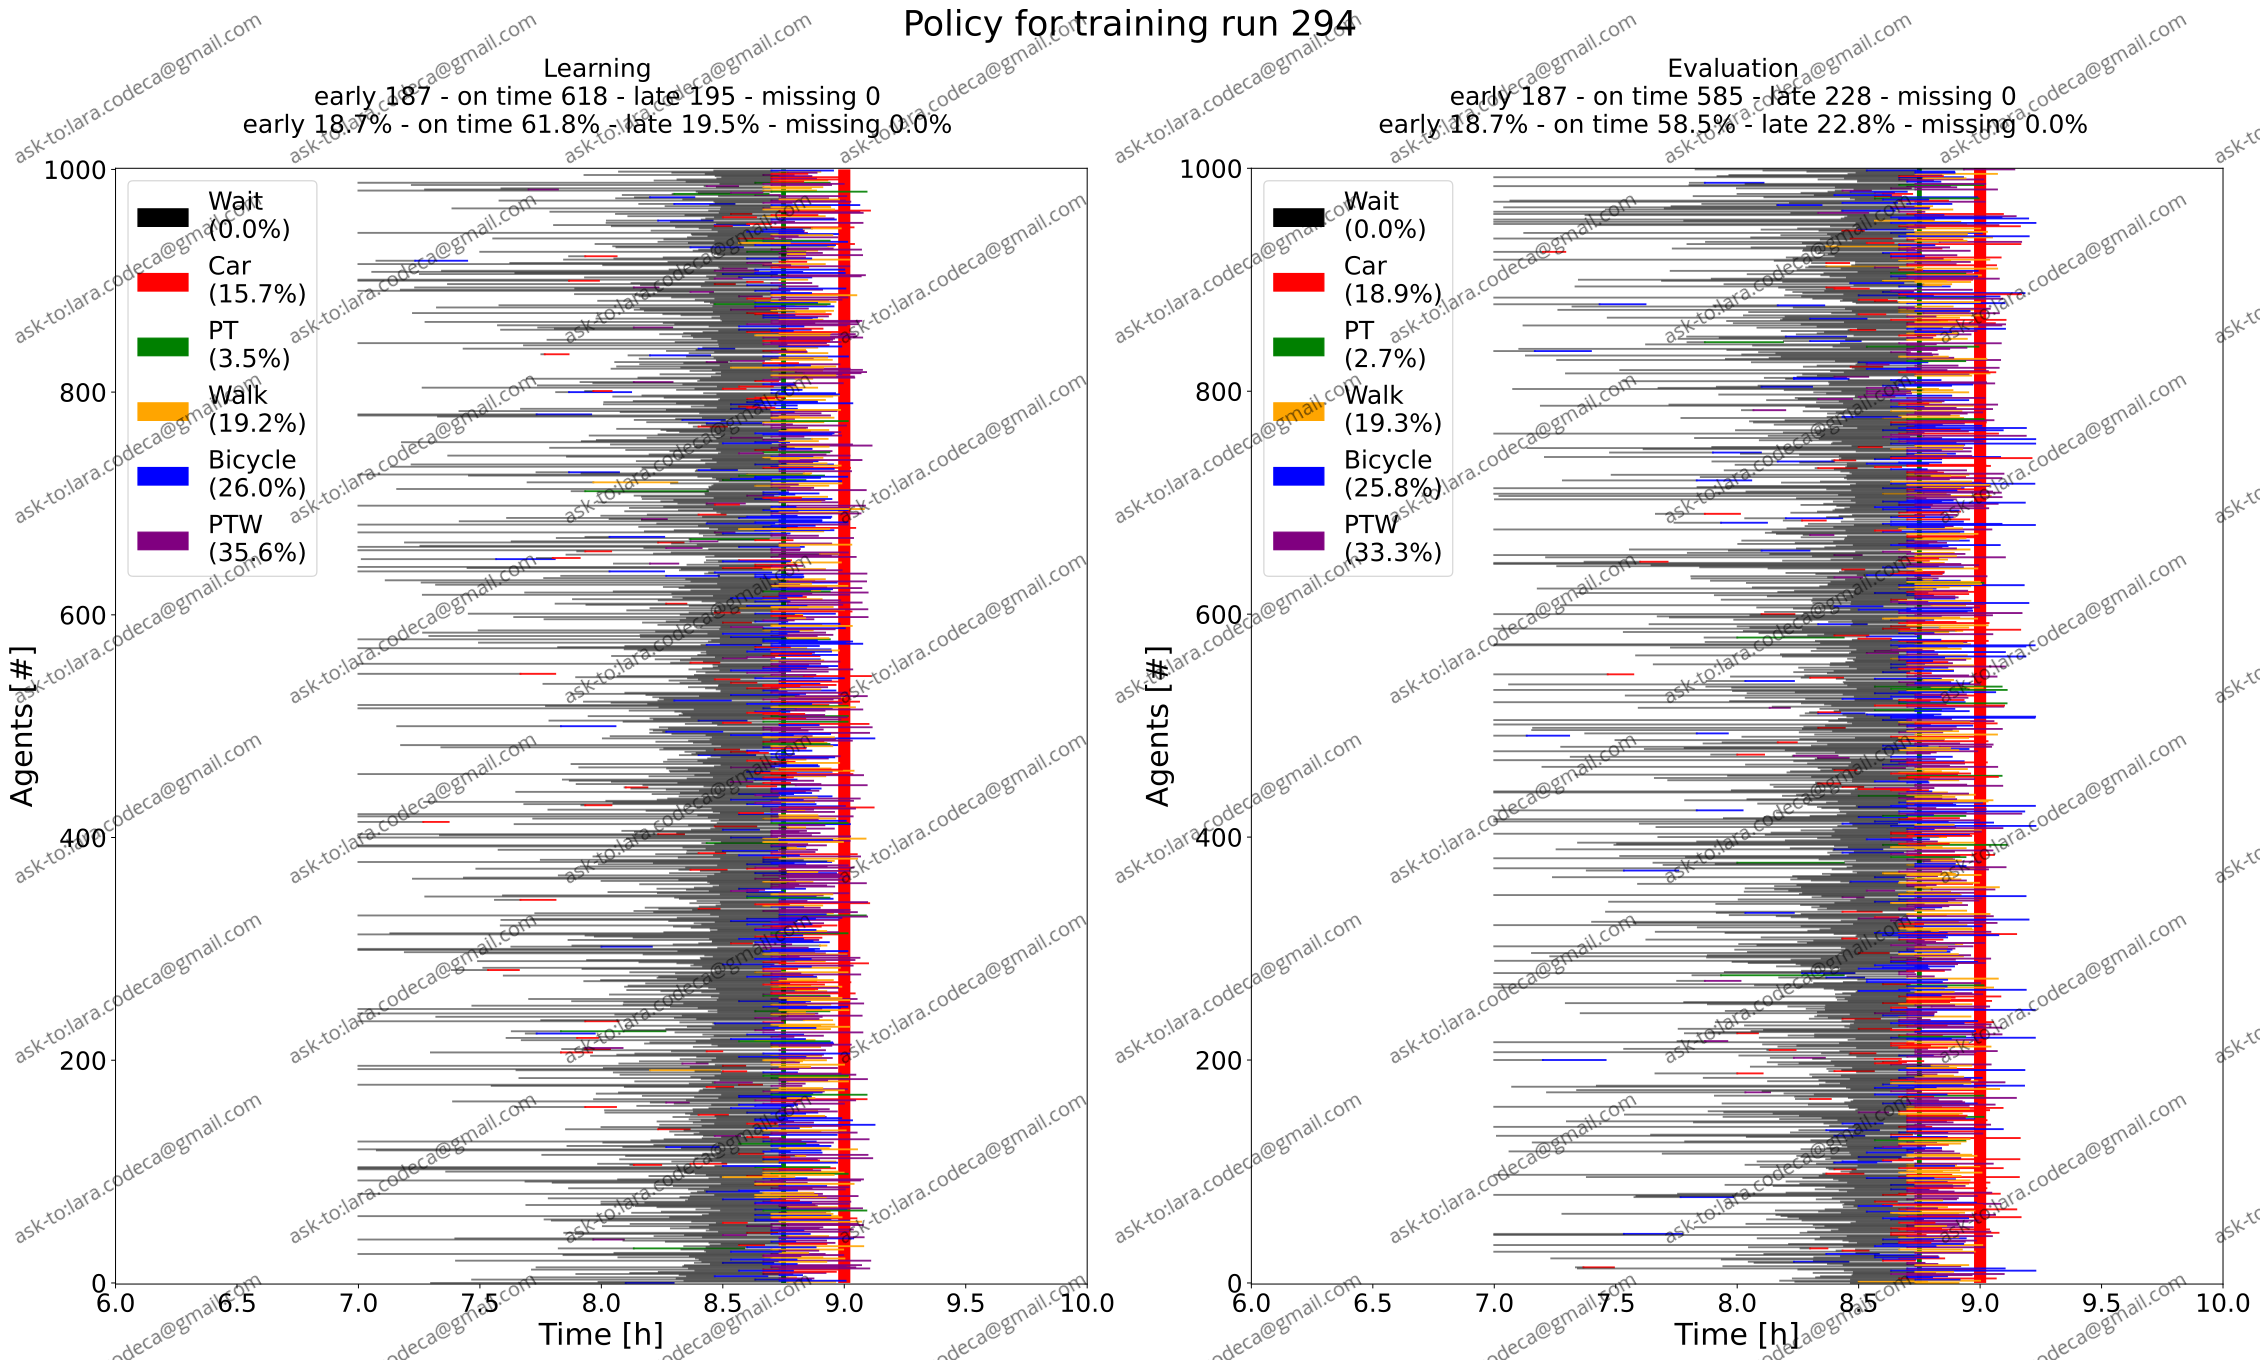 Policy for training run 294
Learning
early 187 - on time 618 - late 195 - missing 0
early 18.7% - on time 61.8% - late 19.5% - missing 0.0%
1000
800
600
400
200
0
Agents [#]
Wait
(0.0%)
Car
(15.7%)
PT
(3.5%)
Walk
(19.2%)
Bicycle
(26.0%)
PTW
(35.6%)
6.0 6.5 7.0 7.5 8.0 8.5 9.0 9.5 10.0
Time [h]
Evaluation
early 187 - on time 585 - late 228 - missing 0
early 18.7% - on time 58.5% - late 22.8% - missing 0.0%
1000
800
600
400
200
0
Agents [#]
Wait
(0.0%)
Car
(18.9%)
PT
(2.7%)
Walk
(19.3%)
Bicycle
(25.8%)
PTW
(33.3%)
6.0 6.5 7.0 7.5 8.0 8.5 9.0 9.5 10.0
Time [h]
ask-to:lara.codeca@gmail.com